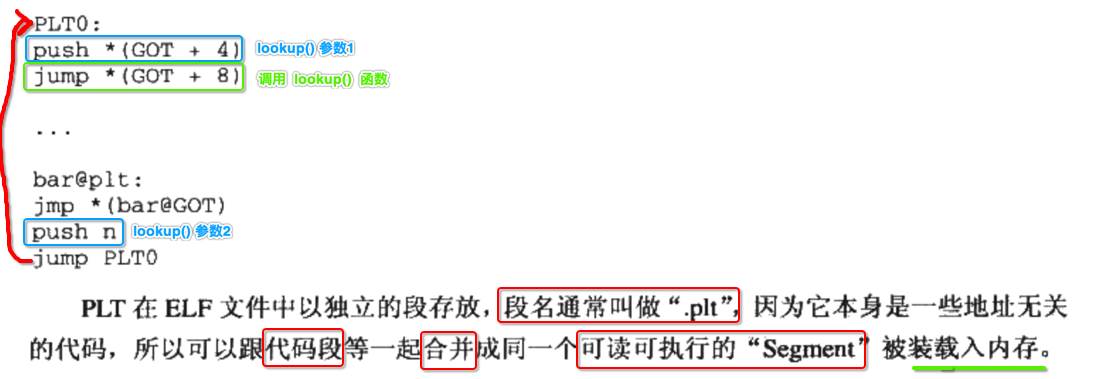 PLT0:
push *(GOT + 4) lookup() 参数1
jump *(GOT + 8) 调用 lookup() 函数
...
bar@plt:
jmp *(bar@GOT)
push n lookup() 参数2
jump PLT0
PLT 在 ELF 文件中以独立的段存放，段名通常叫做“.plt”，因为它本身是一些地址无关
的代码，所以可以跟代码段等一起合并成同一个可读可执行的“Segment”被装载入内存。